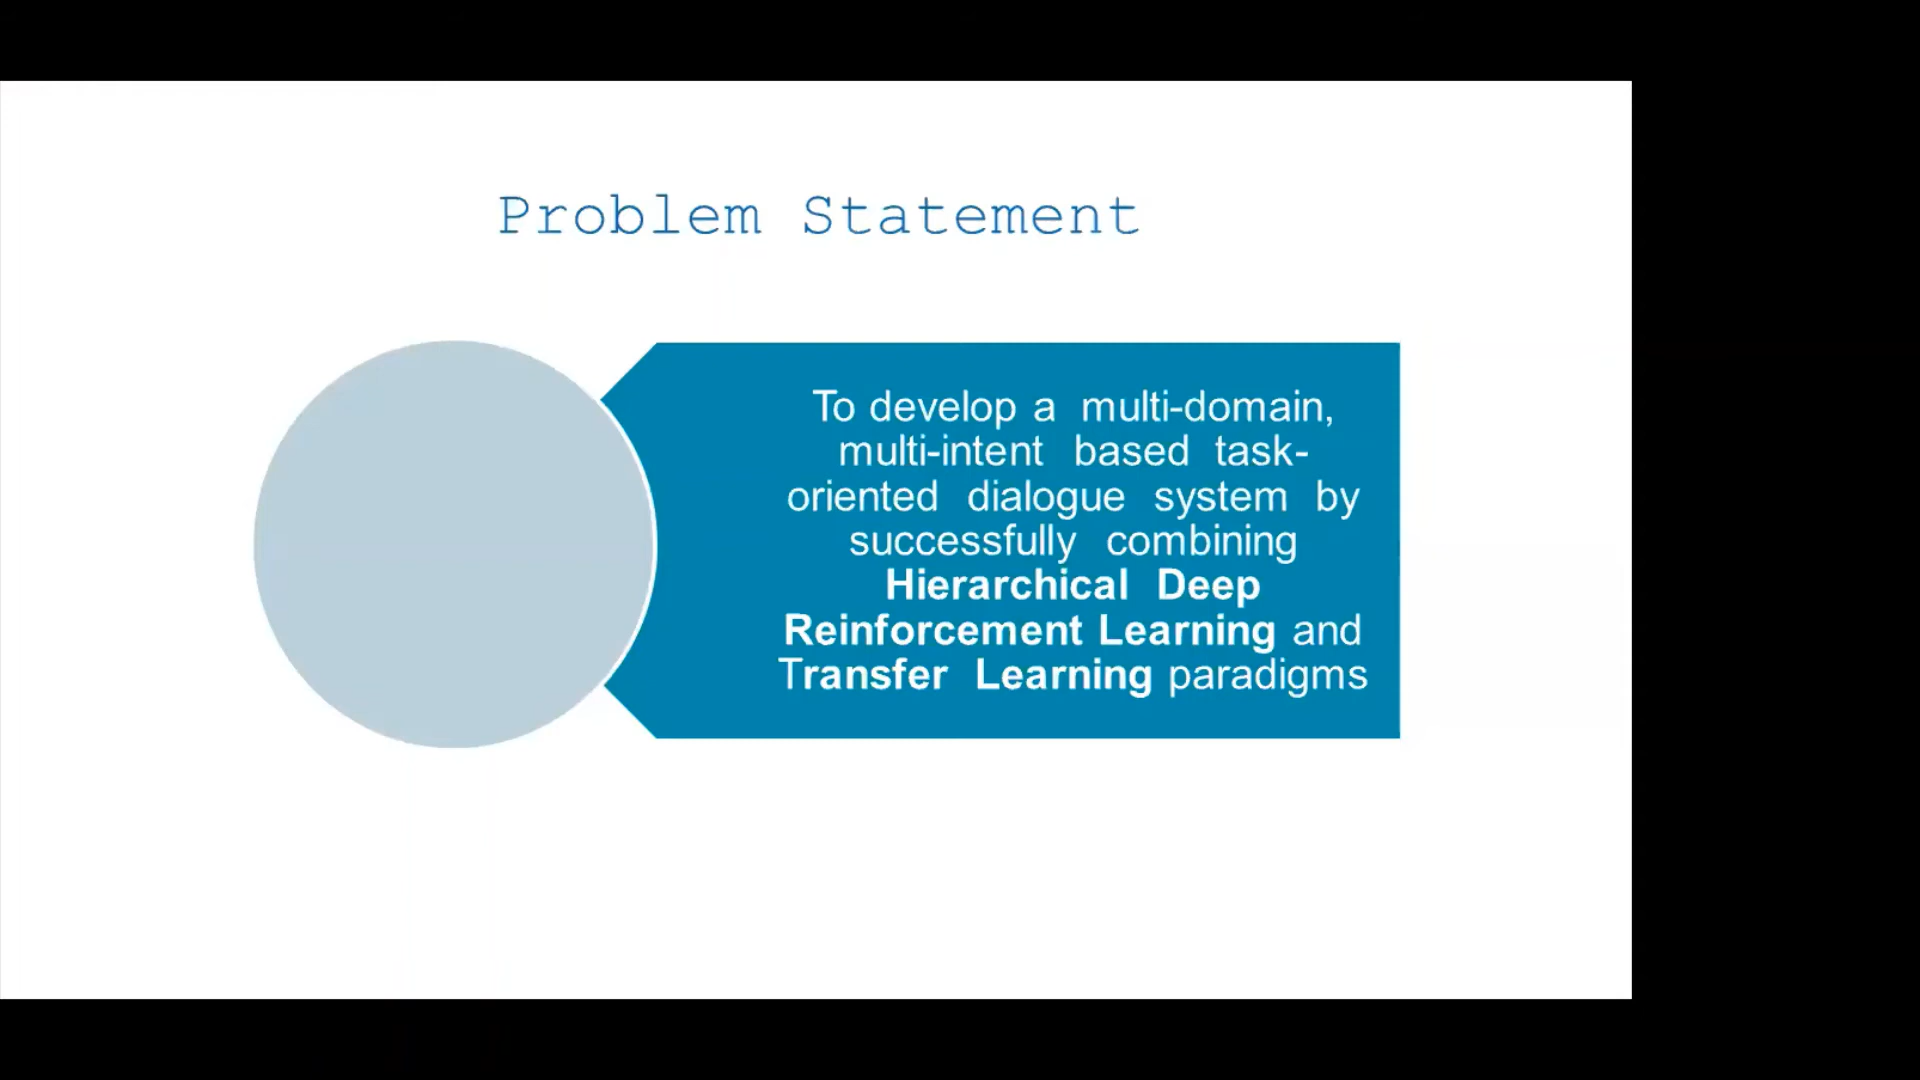 Problem Statement
To develop a multi-domain,
multi-intent based task-
oriented dialogue system by
successfully combining
Hierarchical Deep
Reinforcement Learning and
Transfer Learning paradigms